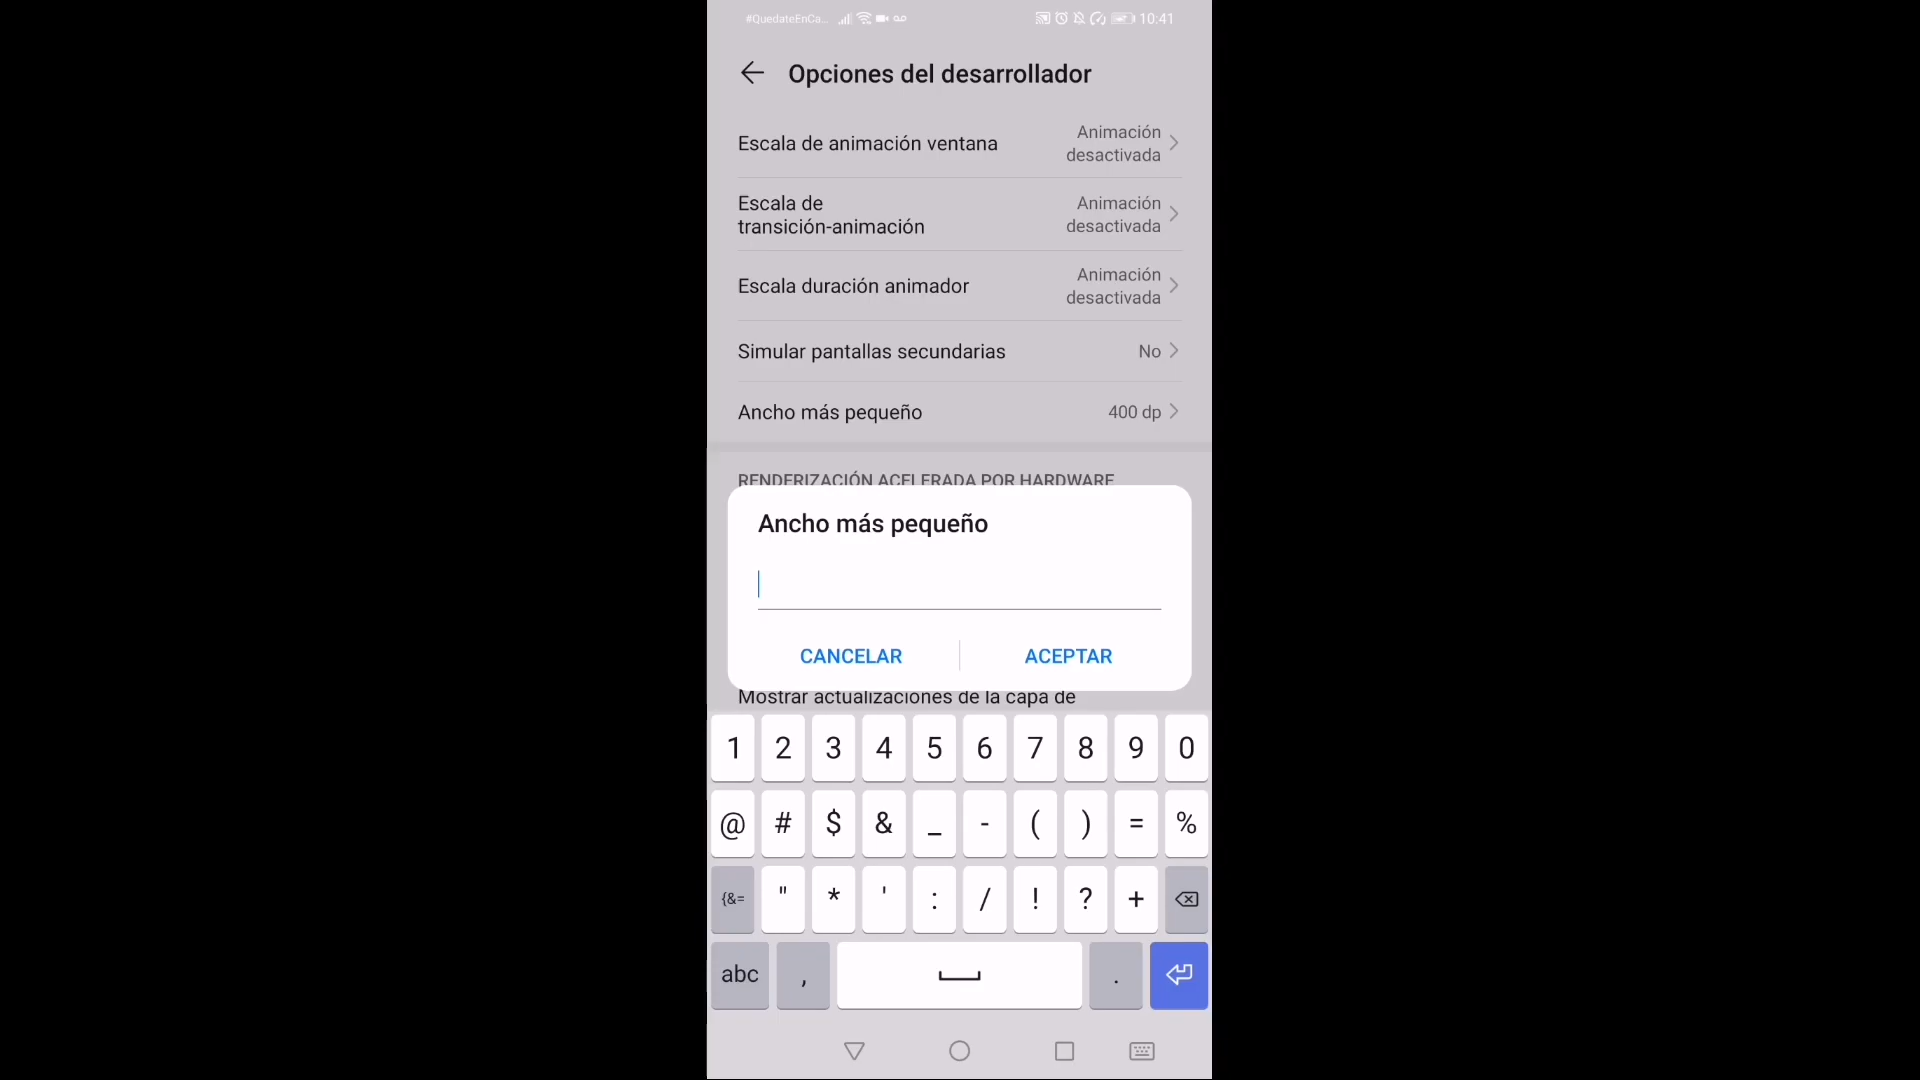 #QuedateEnCa... 10:41
Opciones del desarrollador
Escala de animación ventana
Animación
desactivada
Escala de
transición-animación
Animación
desactivada
Escala duración animador
Animación
desactivada
Simular pantallas secundarias
No
Ancho más pequeño
400 dp
RENDERIZACIÓN ACELERADA POR HARDWARE
Ancho más pequeño
CANCELAR
ACEPTAR
Mostrar actualizaciones de la capa de
1 2 3 4 5 6 7 8 9 0
@ # $ & _ - ( ) = %
{&= " * ' : / ! ? +
abc , .